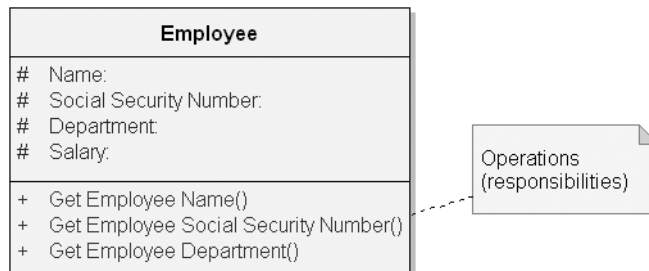 Employee
# Name:
# Social Security Number:
# Department:
# Salary:
+ Get Employee Name()
+ Get Employee Social Security Number()
+ Get Employee Department()
Operations
(responsibilities)